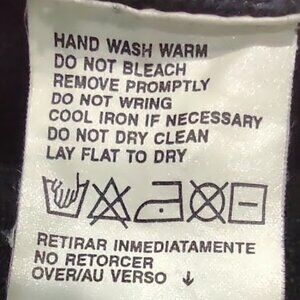 HAND WASH WARM
DO NOT BLEACH
REMOVE PROMPTLY
DO NOT WRING
COOL IRON IF NECESSARY
DO NOT DRY CLEAN
LAY FLAT TO DRY
RETIRAR INMEDIATAMENTE
NO RETORCER
OVER/AU VERSO ↓